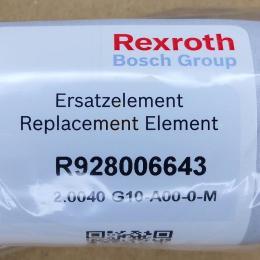 Rexroth
Bosch Group
Ersatzelement
Replacement Element
R928006643
2.0040 G10-A00-0-M